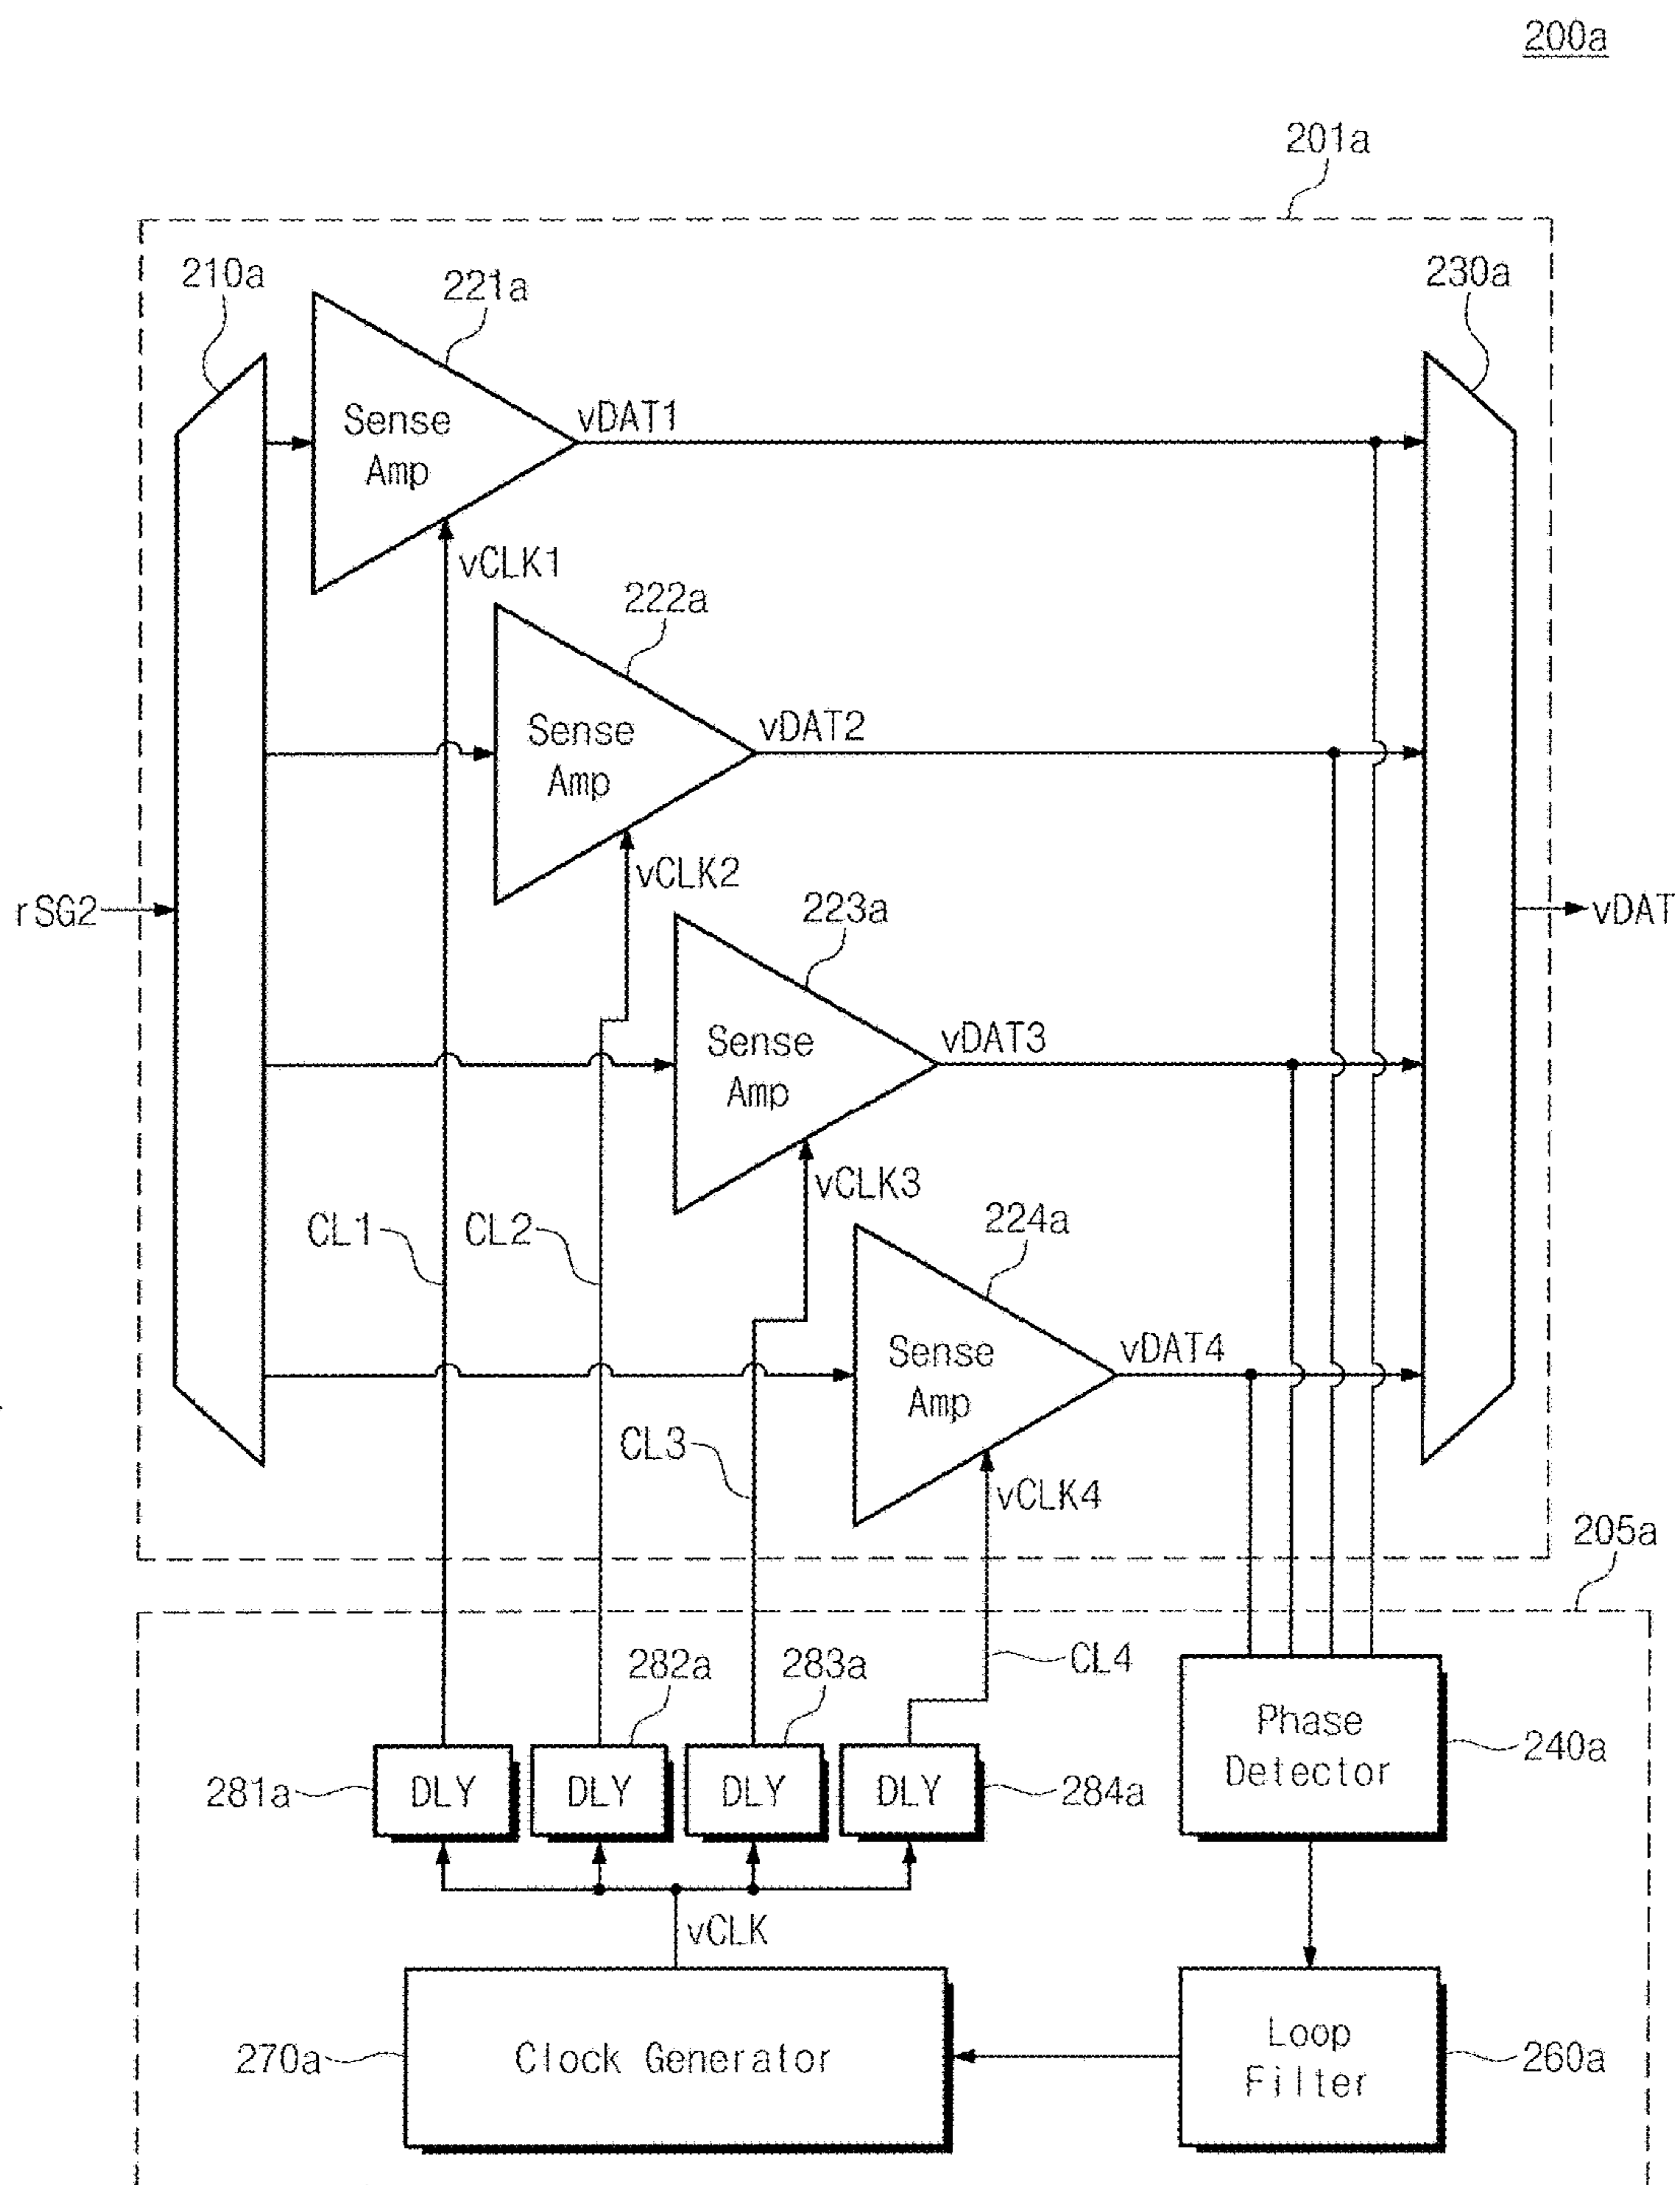 200a
201a
210a
221a
230a
Sense
Amp
vDAT1
vCLK1
222a
Sense
Amp
vDAT2
vCLK2
rSG2
223a
vDAT
Sense
Amp
vDAT3
vCLK3
CL1
CL2
224a
Sense
Amp
vDAT4
CL3
vCLK4
205a
282a
283a
CL4
Phase
Detector
240a
281a
DLY
DLY
DLY
DLY
284a
vCLK
270a
Clock Generator
Loop
Filter
260a